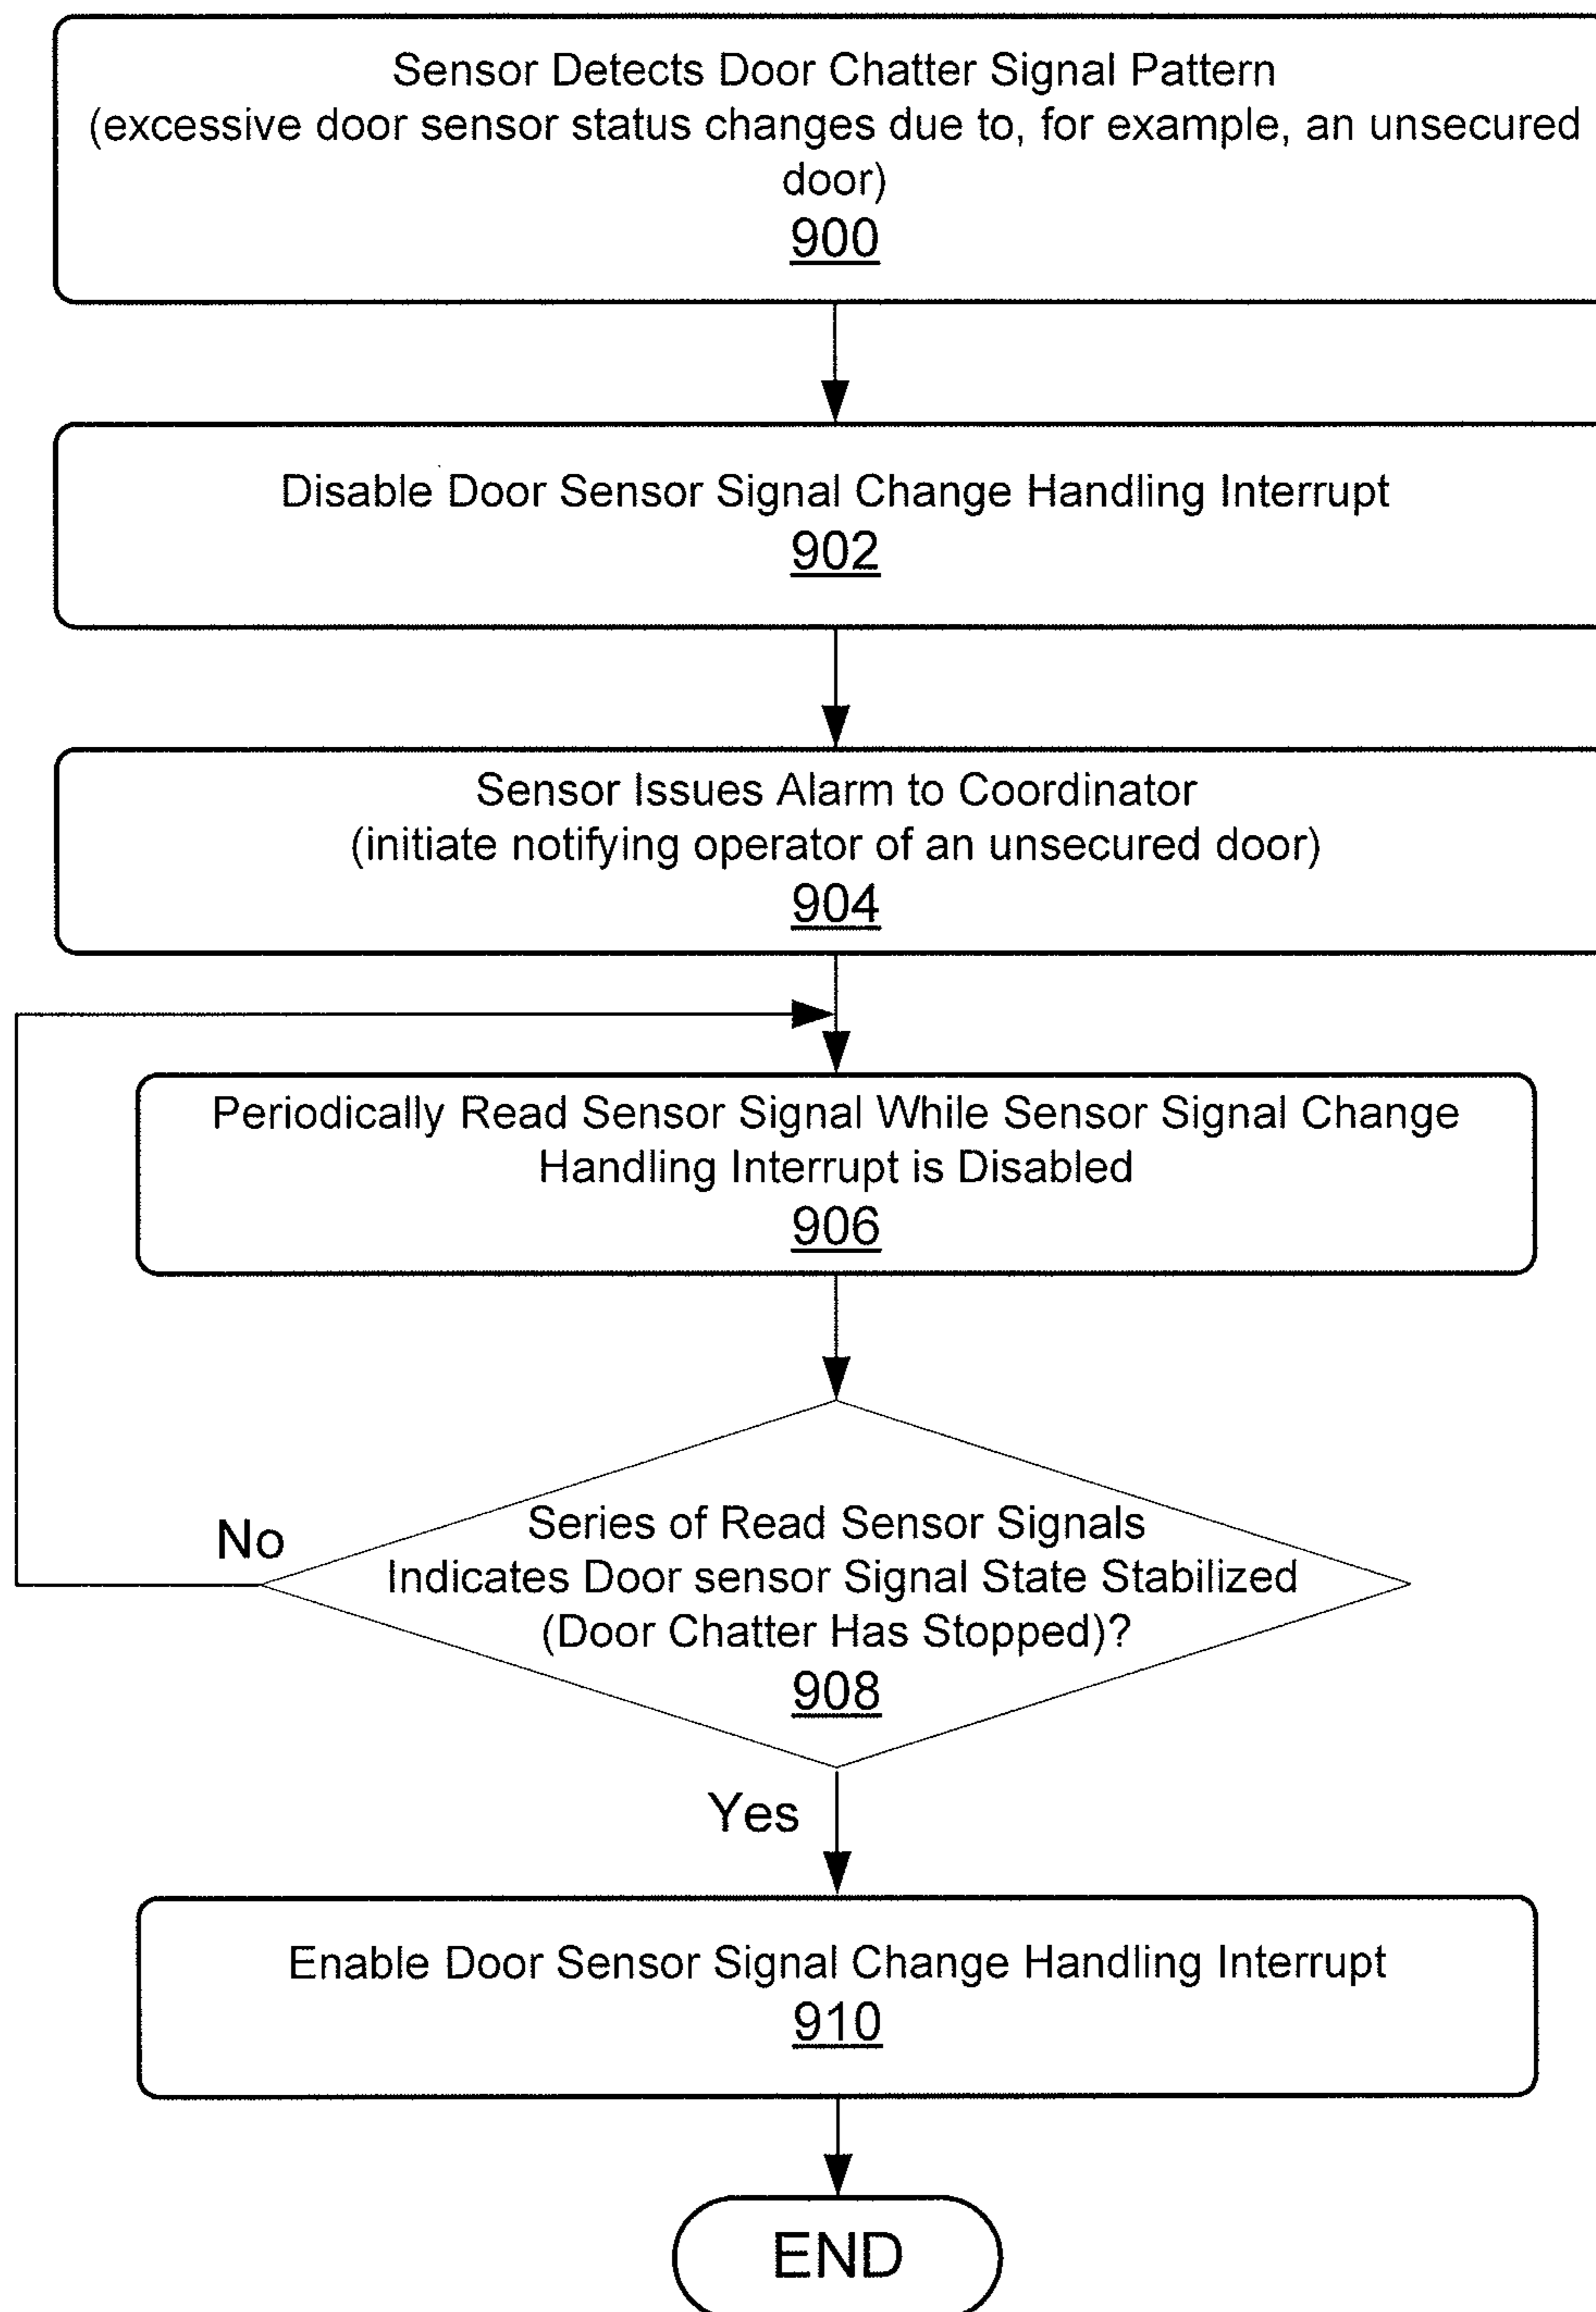 Sensor Detects Door Chatter Signal Pattern
(excessive door sensor status changes due to, for example, an unsecured
door)
900
Disable Door Sensor Signal Change Handling Interrupt
902
Sensor Issues Alarm to Coordinator
(initiate notifying operator of an unsecured door)
904
Periodically Read Sensor Signal While Sensor Signal Change
Handling Interrupt is Disabled
906
No
Series of Read Sensor Signals
Indicates Door sensor Signal State Stabilized
(Door Chatter Has Stopped)?
908
Yes
Enable Door Sensor Signal Change Handling Interrupt
910
END